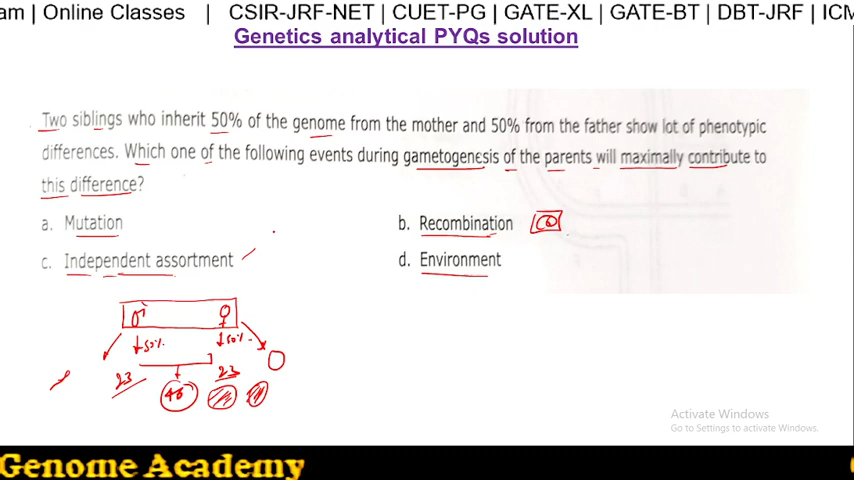 am | Online Classes | CSIR-JRF-NET | CUET-PG | GATE-XL | GATE-BT | DBT-JRF | ICM
Genetics analytical PYQs solution
Two siblings who inherit 50% of the genome from the mother and 50% from the father show lot of phenotypic
differences. Which one of the following events during gametogenesis of the parents will maximally contribute to
this difference?
a. Mutation b. Recombination
c. Independent assortment d. Environment
♂ ♀
50% 50%
23 23
46
Activate Windows
Go to Settings to activate Windows.
Genome Academy